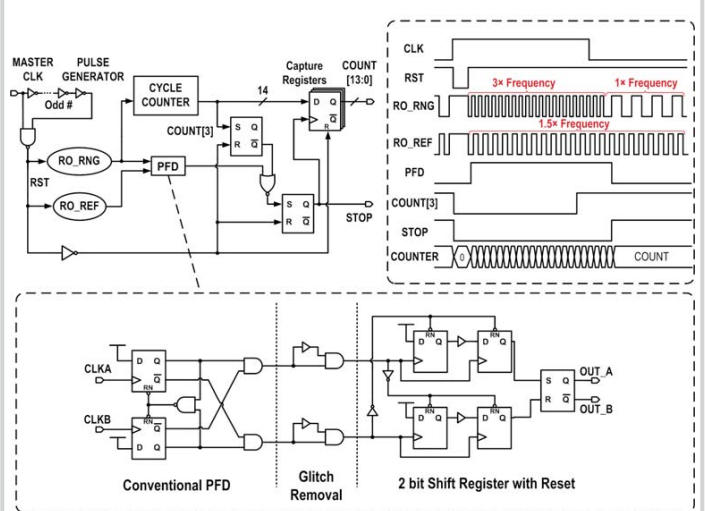 MASTER CLK
PULSE GENERATOR
Odd #
CYCLE COUNTER
14
Capture Registers
COUNT [13:0]
D Q
Q
R
COUNT[3]
S Q
R Q
RO_RNG
PFD
RST
RO_REF
S Q
R Q
STOP
CLK
RST
3× Frequency
1× Frequency
RO_RNG
1.5× Frequency
RO_REF
PFD
COUNT[3]
STOP
COUNTER
0
COUNT
D Q
CLKA
Q
RN
CLKB
RN
Q
D Q
RN
D Q
RN
D Q
RN
D Q
RN
D Q
S Q
R Q
OUT_A
OUT_B
Conventional PFD
Glitch Removal
2 bit Shift Register with Reset